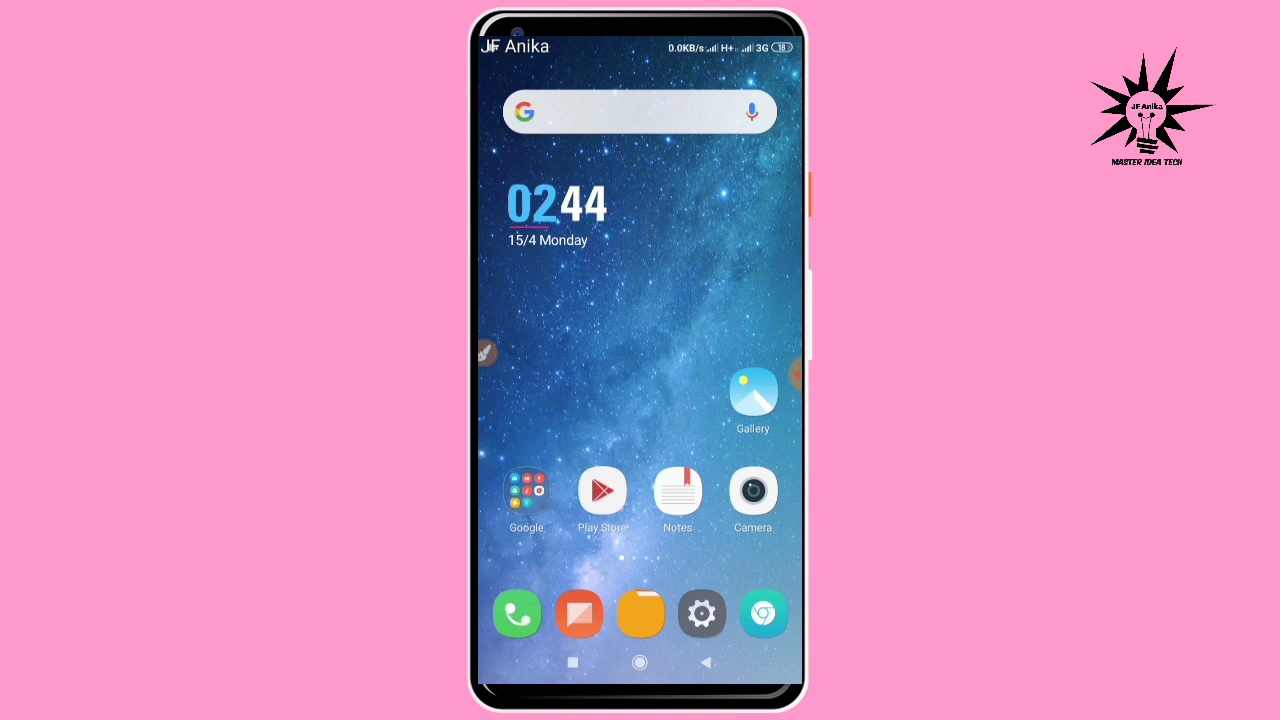 JF Anika
0.0KB/s H+ 3G 18
02 44
15/4 Monday
Gallery
Google
Play Store
Notes
Camera
JF Anika
MASTER IDEA TECH